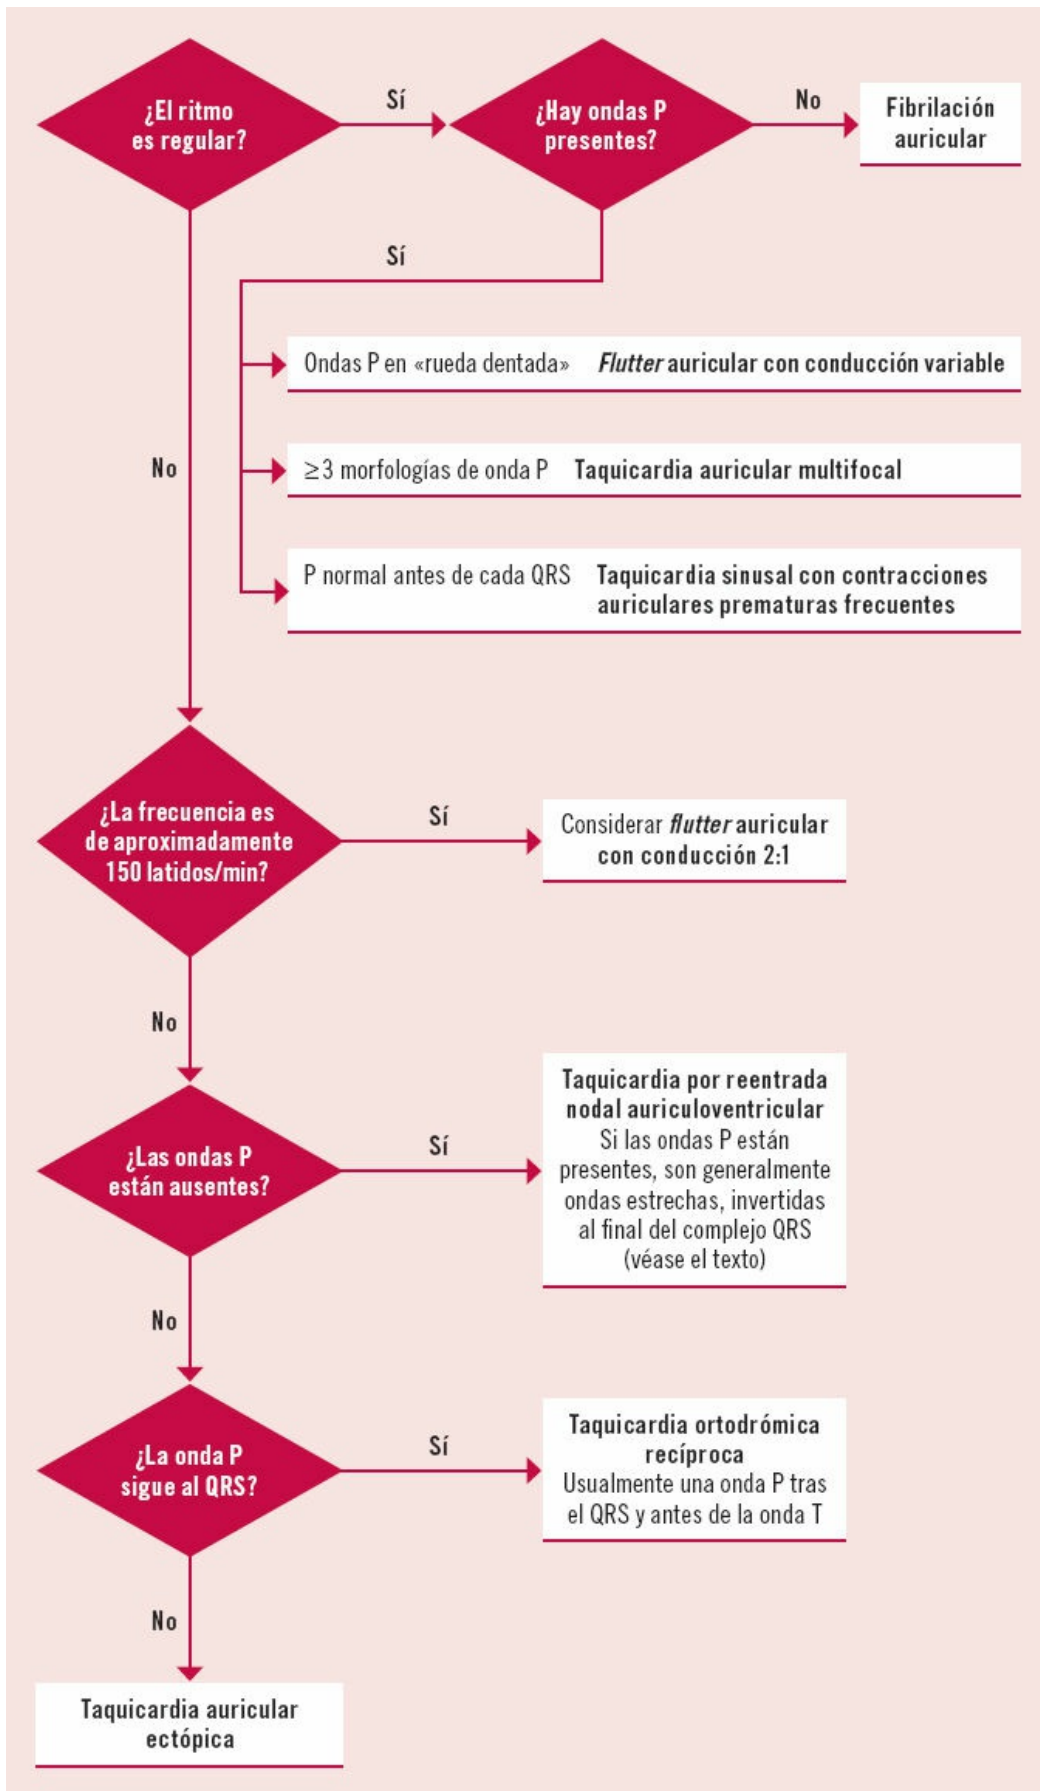 ¿El ritmo
es regular?
Sí
¿Hay ondas P
presentes?
No
Fibrilación
auricular
Sí
Ondas P en «rueda dentada» Flutter auricular con conducción variable
No
≥3 morfologías de onda P Taquicardia auricular multifocal
P normal antes de cada QRS Taquicardia sinusal con contracciones
auriculares prematuras frecuentes
¿La frecuencia es
de aproximadamente
150 latidos/min?
Sí
Considerar flutter auricular
con conducción 2:1
No
¿Las ondas P
están ausentes?
Sí
Taquicardia por reentrada
nodal auriculoventricular
Si las ondas P están
presentes, son generalmente
ondas estrechas, invertidas
al final del complejo QRS
(véase el texto)
No
¿La onda P
sigue al QRS?
Sí
Taquicardia ortodrómica
recíproca
Usualmente una onda P tras
el QRS y antes de la onda T
No
Taquicardia auricular
ectópica